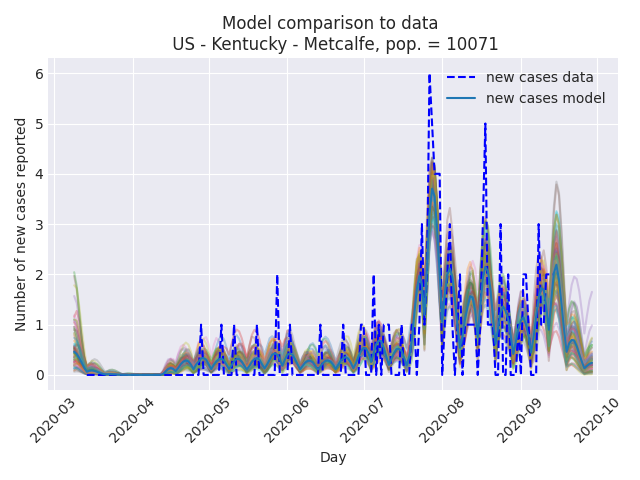 Model comparison to data
US - Kentucky - Metcalfe, pop. = 10071
new cases data
new cases model
Number of new cases reported
6
5
4
3
2
1
0
2020-03
2020-04
2020-05
2020-06
2020-07
2020-08
2020-09
2020-10
Day